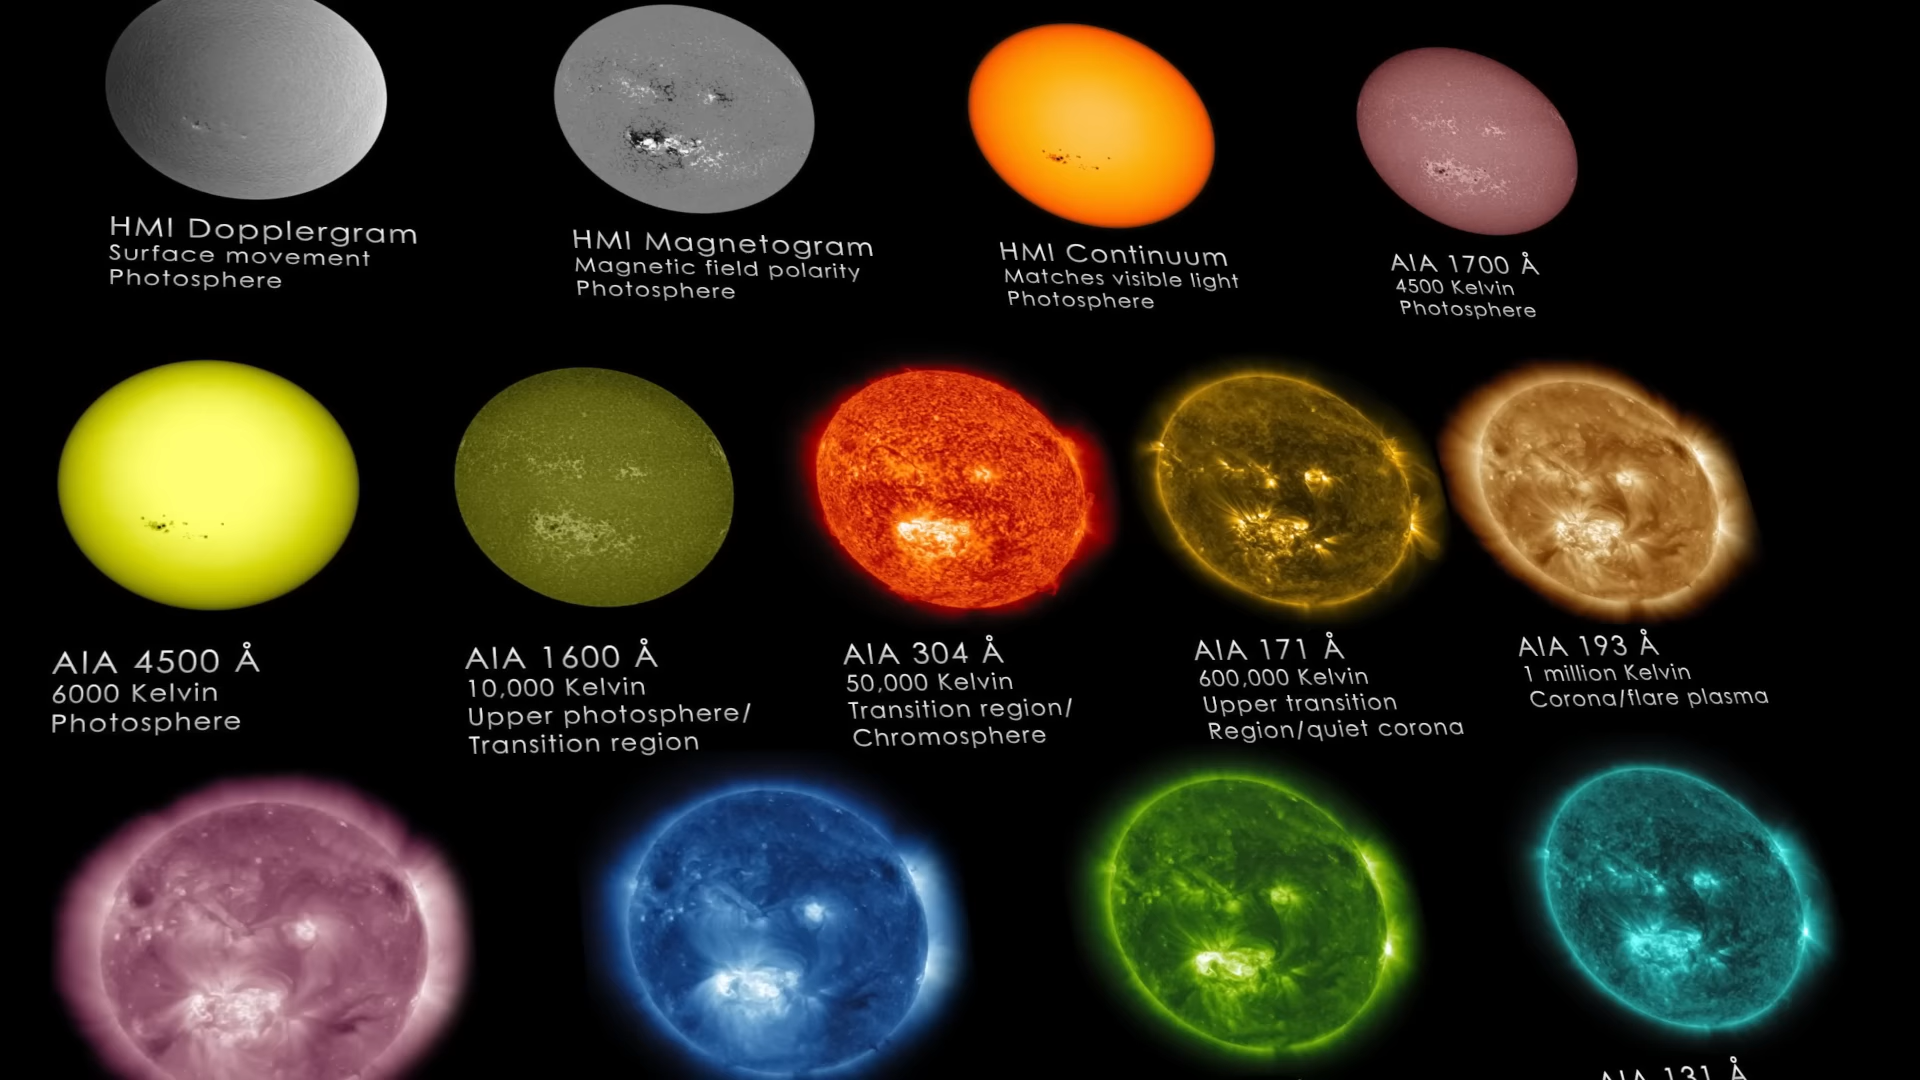 HMI Dopplergram
Surface movement
Photosphere
HMI Magnetogram
Magnetic field polarity
Photosphere
HMI Continuum
Matches visible light
Photosphere
AIA 1700 Å
4500 Kelvin
Photosphere
AIA 4500 Å
6000 Kelvin
Photosphere
AIA 1600 Å
10,000 Kelvin
Upper photosphere/
Transition region
AIA 304 Å
50,000 Kelvin
Transition region/
Chromosphere
AIA 171 Å
600,000 Kelvin
Upper transition
Region/quiet corona
AIA 193 Å
1 million Kelvin
Corona/flare plasma
AIA 131 Å